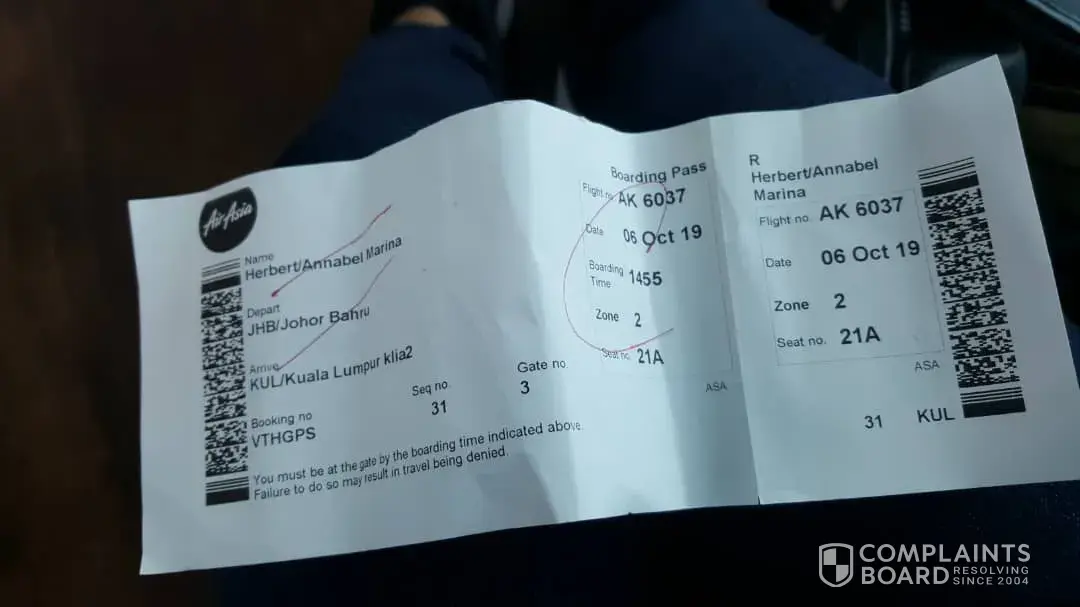 AirAsia
Name
Herbert/Annabel Marina
Depart
JHB/Johor Bahru
Arrive
KUL/Kuala Lumpur klia2
Booking no
VTHGPS
Seq no.
31
Gate no
3
You must be at the gate by the boarding time indicated above.
Failure to do so may result in travel being denied.
Boarding Pass
Flight no. AK 6037
Date 06 Oct 19
Boarding
Time 1455
Zone 2
Seat no. 21A
ASA
R
Herbert/Annabel
Marina
Flight no. AK 6037
Date 06 Oct 19
Zone 2
Seat no. 21A
ASA
31 KUL
COMPLAINTS
BOARD RESOLVING
SINCE 2004